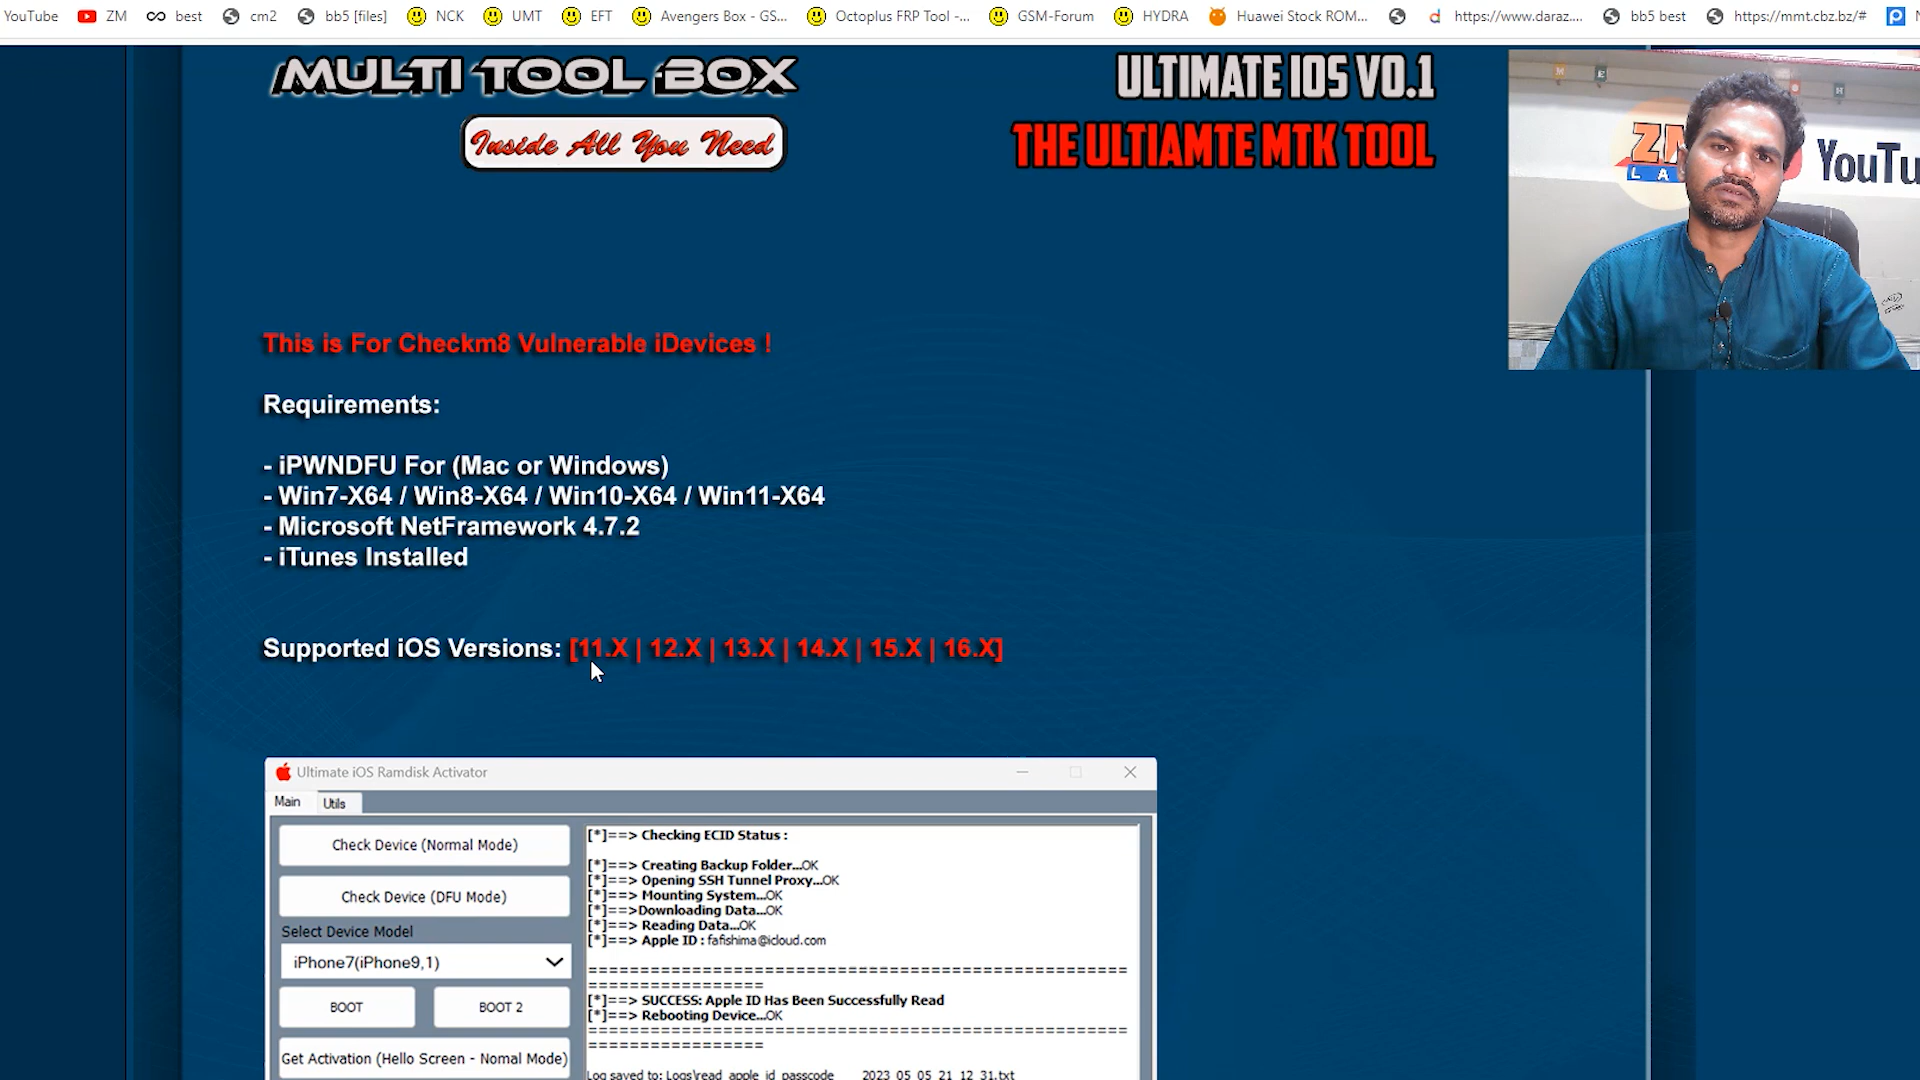 YouTube ZM best cm2 bb5 [files] NCK UMT EFT Avengers Box - GS... Octoplus FRP Tool -... GSM-Forum HYDRA Huawei Stock ROM... https://www.daraz.... bb5 best https://mmt.cbz.bz/#
MULTI TOOL BOX
Inside All You Need
ULTIMATE IOS V0.1
THE ULTIAMTE MTK TOOL
M E H
YouTu
L A
This is For Checkm8 Vulnerable iDevices !
Requirements:
- iPWNDFU For (Mac or Windows)
- Win7-X64 / Win8-X64 / Win10-X64 / Win11-X64
- Microsoft NetFramework 4.7.2
- iTunes Installed
Supported iOS Versions: [11.X | 12.X | 13.X | 14.X | 15.X | 16.X]
Ultimate iOS Ramdisk Activator
Main Utils
Check Device (Normal Mode)
Check Device (DFU Mode)
Select Device Model
iPhone7(iPhone9,1)
BOOT BOOT 2
Get Activation (Hello Screen - Nomal Mode)
[*]==> Checking ECID Status :
[*]==> Creating Backup Folder...OK
[*]==> Opening SSH Tunnel Proxy...OK
[*]==> Mounting System...OK
[*]==>Downloading Data...OK
[*]==> Reading Data...OK
[*]==> Apple ID : fafishima@icloud.com
====================================================
=================
[*]==> SUCCESS: Apple ID Has Been Successfully Read
[*]==> Rebooting Device...OK
====================================================
=================
Log saved to: Logs\read_apple_id_passcode___2023_05_05_21_12_31.txt